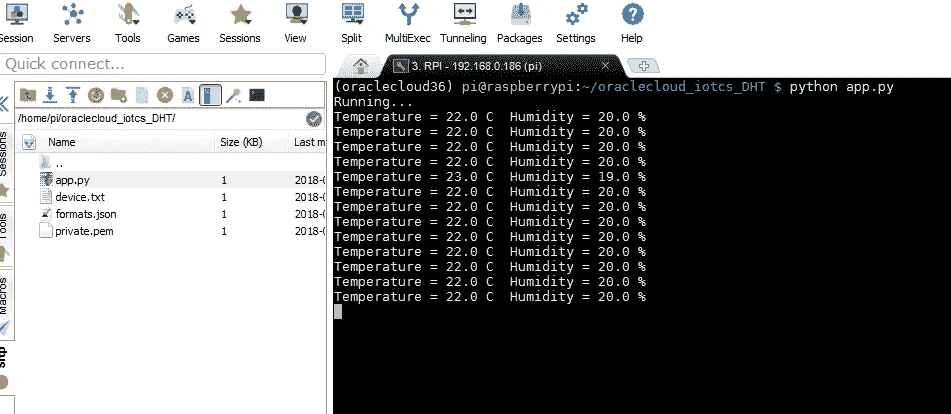 Session Servers Tools Games Sessions View Split MultiExec Tunneling Packages Settings Help
Quick connect...
3. RPI - 192.168.0.186 (pi)
/home/pi/oraclecloud_iotcs_DHT/
Name Size (KB) Last m
..
app.py 1 2018-0
device.txt 1 2018-0
formats.json 1 2018-0
private.pem 1 2018-0
Sessions
Tools
Macros
Sftp
(oraclecloud36) pi@raspberrypi:~/oraclecloud_iotcs_DHT $ python app.py
Running...
Temperature = 22.0 C  Humidity = 20.0 %
Temperature = 22.0 C  Humidity = 20.0 %
Temperature = 22.0 C  Humidity = 20.0 %
Temperature = 22.0 C  Humidity = 20.0 %
Temperature = 23.0 C  Humidity = 19.0 %
Temperature = 22.0 C  Humidity = 20.0 %
Temperature = 22.0 C  Humidity = 20.0 %
Temperature = 22.0 C  Humidity = 20.0 %
Temperature = 22.0 C  Humidity = 20.0 %
Temperature = 22.0 C  Humidity = 20.0 %
Temperature = 22.0 C  Humidity = 20.0 %
Temperature = 22.0 C  Humidity = 20.0 %
Temperature = 22.0 C  Humidity = 20.0 %